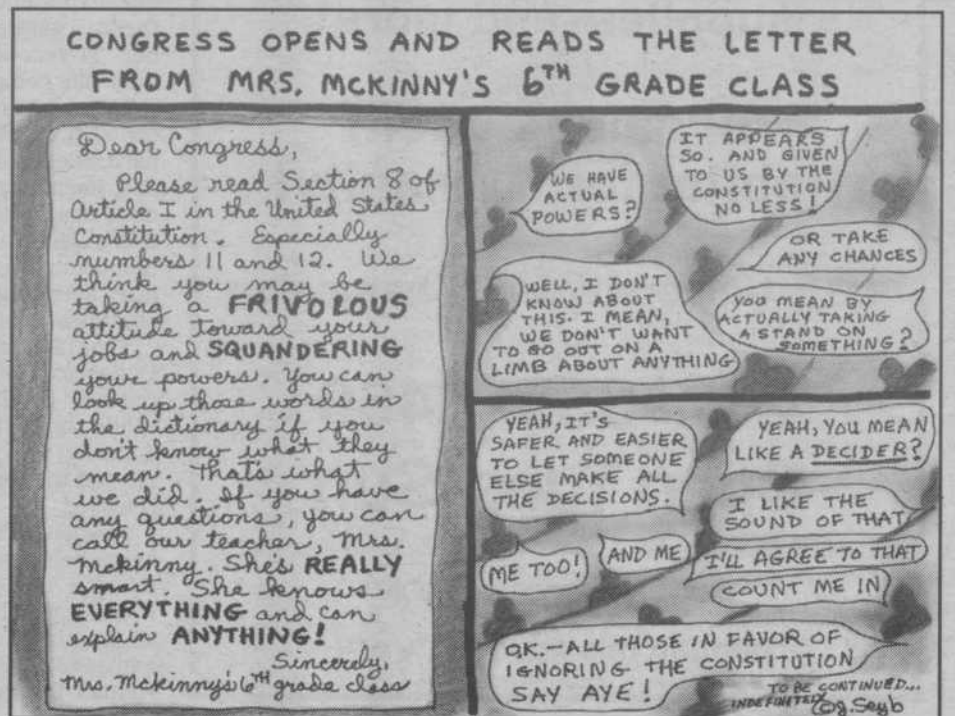 CONGRESS OPENS AND READS THE LETTER
FROM MRS. MCKINNY'S 6TH GRADE CLASS
Dear Congress,
Please read Section 8 of
Article I in the United States
Constitution. Especially
numbers 11 and 12. We
think you may be
taking a FRIVOLOUS
attitude toward your
jobs and SQUANDERING
your powers. You can
look up those words in
the dictionary if you
don't know what they
mean. That's what
we did. If you have
any questions, you can
call our teacher, Mrs.
Mckinny. She's REALLY
smart. She knows
EVERYTHING and can
explain ANYTHING!
Sincerely,
Mrs. Mckinny's 6TH grade class
WE HAVE
ACTUAL
POWERS?
IT APPEARS
SO. AND GIVEN
TO US BY THE
CONSTITUTION
NO LESS!
WELL, I DON'T
KNOW ABOUT
THIS. I MEAN,
WE DON'T WANT
TO GO OUT ON A
LIMB ABOUT ANYTHING
OR TAKE
ANY CHANCES
YOU MEAN BY
ACTUALLY TAKING
A STAND ON
SOMETHING?
YEAH, IT'S
SAFER AND EASIER
TO LET SOMEONE
ELSE MAKE ALL
THE DECISIONS.
YEAH, YOU MEAN
LIKE A DECIDER?
I LIKE THE
SOUND OF THAT
ME TOO!
AND ME
I'LL AGREE TO THAT
COUNT ME IN
O.K.—ALL THOSE IN FAVOR OF
IGNORING THE CONSTITUTION
SAY AYE!
TO BE CONTINUED...
INDEFINITELY
©g. Seyb